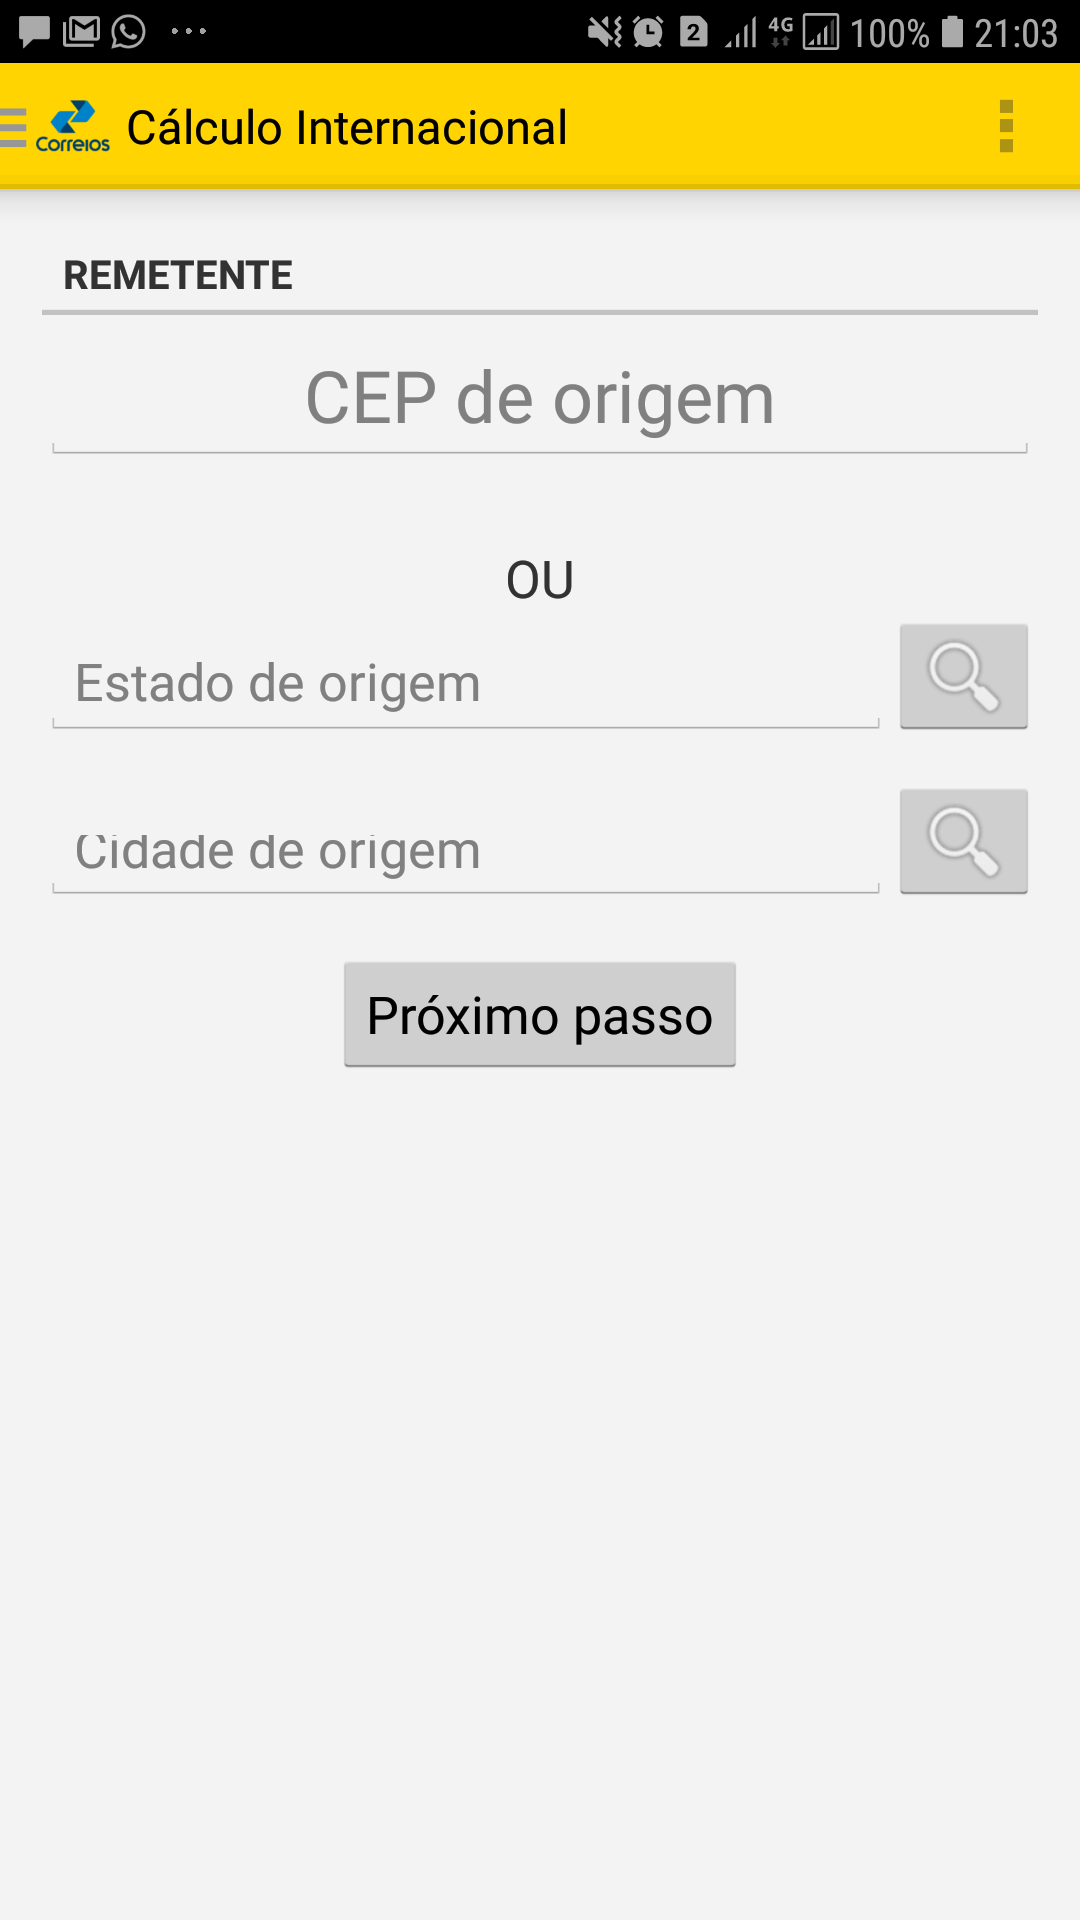 2 4G 100% 21:03
Correios Cálculo Internacional
REMETENTE
CEP de origem
OU
Estado de origem
Cidade de origem
Próximo passo